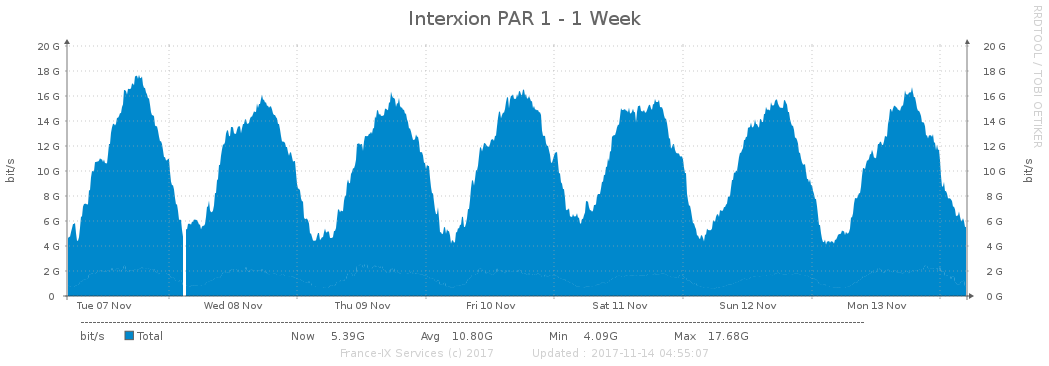 Interxion PAR 1 - 1 Week
RRDTOOL / TOBI OETIKER
bit/s
20 G 20 G
18 G 18 G
16 G 16 G
14 G 14 G
12 G 12 G
10 G 10 G
8 G 8 G
6 G 6 G
4 G 4 G
2 G 2 G
0 0 G
bit/s
Tue 07 Nov Wed 08 Nov Thu 09 Nov Fri 10 Nov Sat 11 Nov Sun 12 Nov Mon 13 Nov
bit/s Total Now 5.39G Avg 10.80G Min 4.09G Max 17.68G
France-IX Services (c) 2017 Updated : 2017-11-14 04:55:07